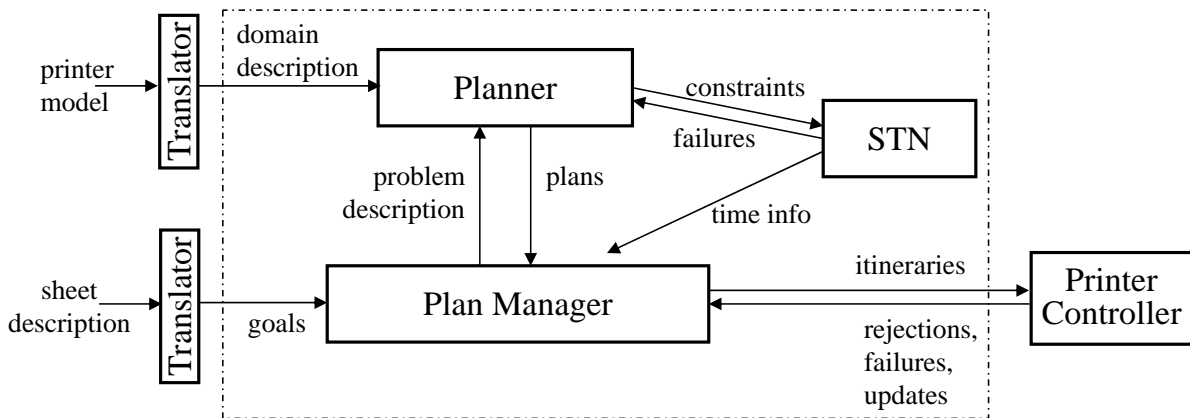 printer
model
Translator
domain
description
Planner
constraints
failures
STN
problem
description
plans
time info
sheet
description
Translator
goals
Plan Manager
itineraries
rejections,
failures,
updates
Printer
Controller